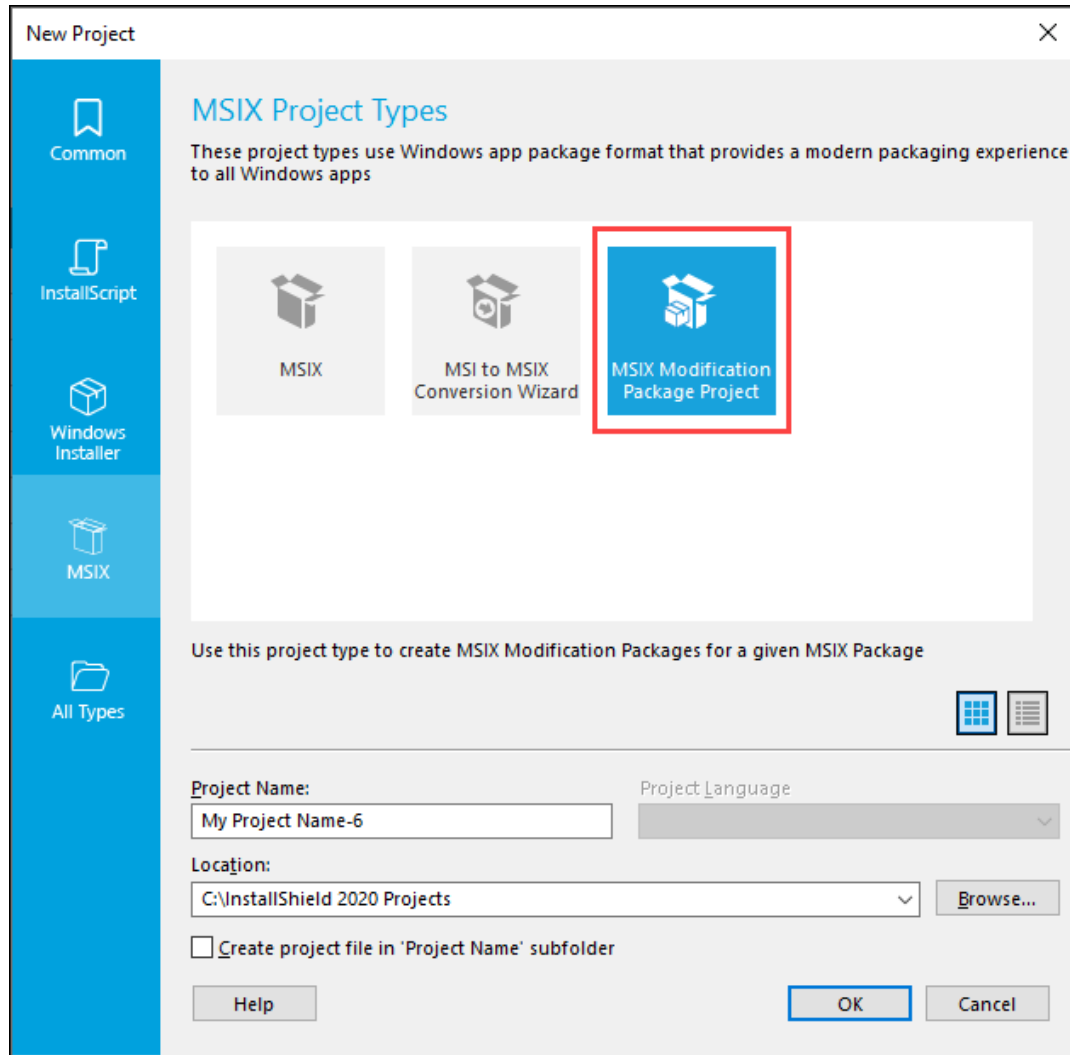 New Project
Common
InstallScript
Windows
Installer
MSIX
All Types
MSIX Project Types
These project types use Windows app package format that provides a modern packaging experience
to all Windows apps
MSIX
MSI to MSIX
Conversion Wizard
MSIX Modification
Package Project
Use this project type to create MSIX Modification Packages for a given MSIX Package
Project Name:
Project Language
My Project Name-6
Location:
C:\InstallShield 2020 Projects
Browse...
Create project file in 'Project Name' subfolder
Help
OK
Cancel